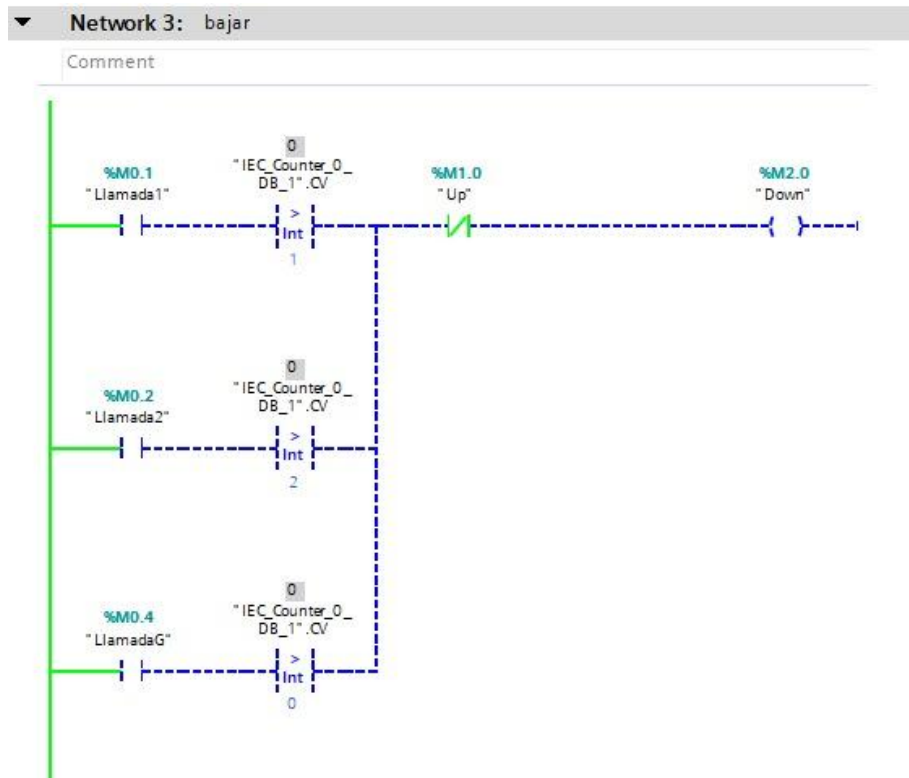 Network 3: bajar
Comment
0
%M0.1
"IEC_Counter_0_
%M1.0
%M2.0
"Llamada1"
DB_1".CV
"Up"
"Down"
>
Int
1
0
%M0.2
"IEC_Counter_0_
"Llamada2"
DB_1".CV
>
Int
2
0
%M0.4
"IEC_Counter_0_
"LlamadaG"
DB_1".CV
>
Int
0